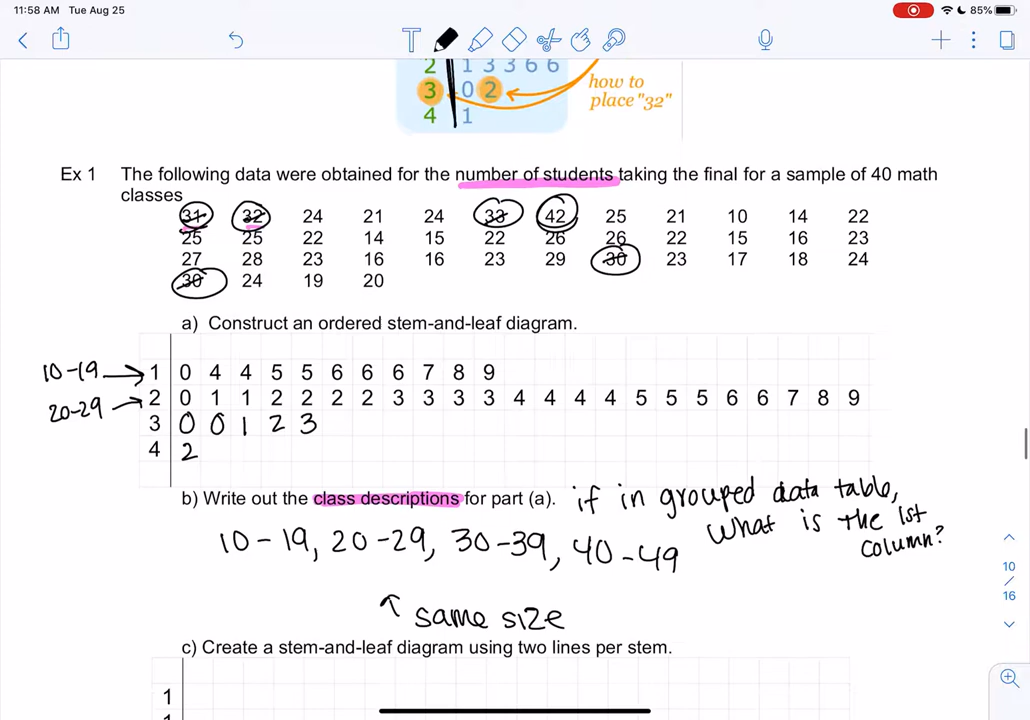 11:58 AM Tue Aug 25
85%
T
2 1 3 3 6 6
3 0 2
4 1
how to
place "32"
Ex 1 The following data were obtained for the number of students taking the final for a sample of 40 math
classes
31 32 24 21 24 33 42 25 21 10 14 22
25 25 22 14 15 22 26 26 22 15 16 23
27 28 23 16 16 23 29 30 23 17 18 24
30 24 19 20
a) Construct an ordered stem-and-leaf diagram.
10-19 1 0 4 4 5 5 6 6 6 7 8 9
20-29 2 0 1 1 2 2 2 2 3 3 3 3 4 4 4 4 5 5 5 6 6 7 8 9
3 0 0 1 2 3
4 2
b) Write out the class descriptions for part (a). if in grouped data table,
what is the 1st
column?
10-19, 20-29, 30-39, 40-49
same size
c) Create a stem-and-leaf diagram using two lines per stem.
1
1
10
/
16